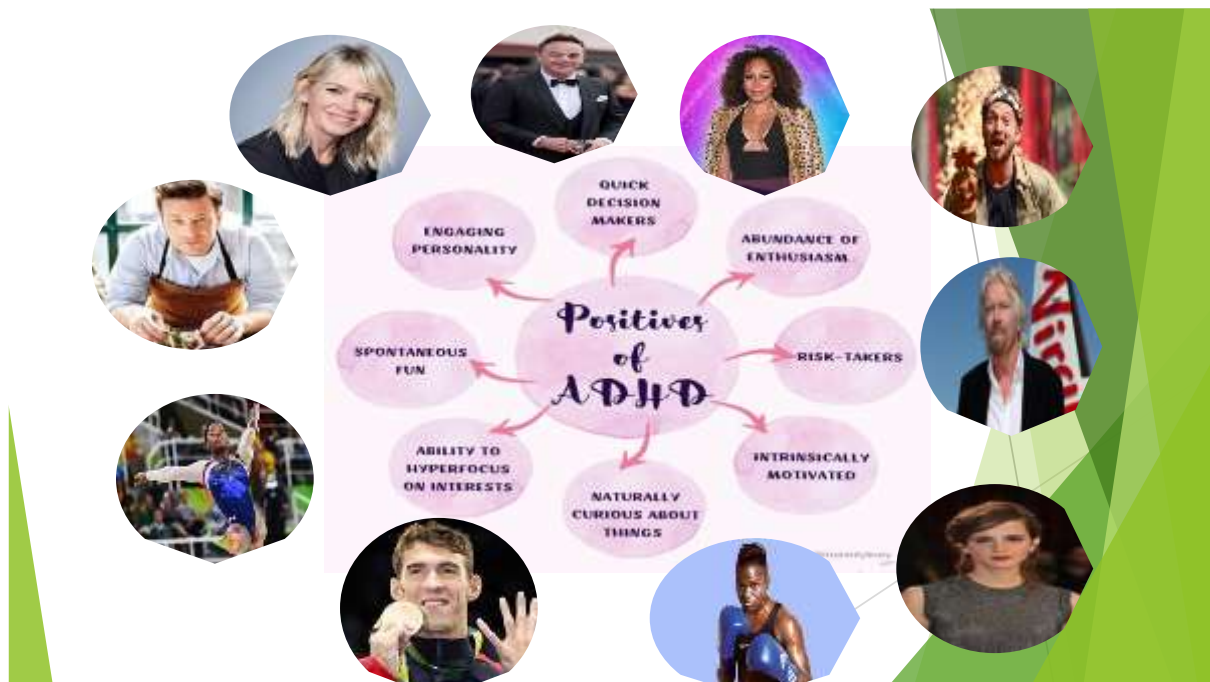 QUICK
DECISION
MAKERS
ENGAGING
PERSONALITY
ABUNDANCE OF
ENTHUSIASM
Positives
of
ADHD
SPONTANEOUS
FUN
RISK-TAKERS
ABILITY TO
HYPERFOCUS
ON INTERESTS
INTRINSICALLY
MOTIVATED
NATURALLY
CURIOUS ABOUT
THINGS